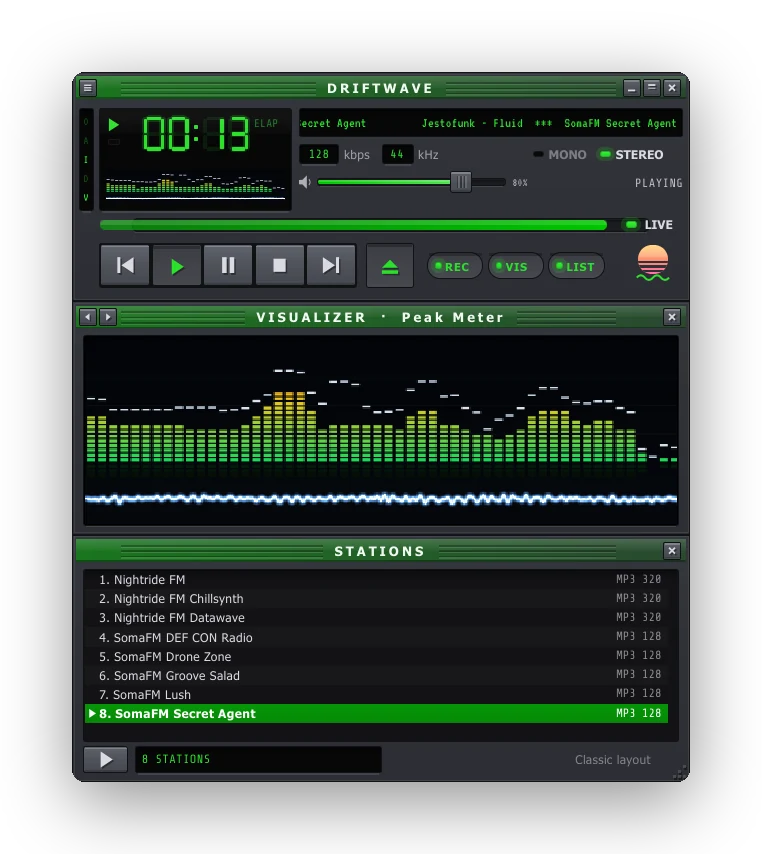 DRIFTWAVE
O
A
I
D
V
00:13
ELAP
ecret Agent Jestofunk - Fluid *** SomaFM Secret Agent
128 kbps 44 kHz MONO STEREO
80% PLAYING
LIVE
REC VIS LIST
VISUALIZER · Peak Meter
STATIONS
1. Nightride FM MP3 320
2. Nightride FM Chillsynth MP3 320
3. Nightride FM Datawave MP3 320
4. SomaFM DEF CON Radio MP3 128
5. SomaFM Drone Zone MP3 128
6. SomaFM Groove Salad MP3 128
7. SomaFM Lush MP3 128
8. SomaFM Secret Agent MP3 128
8 STATIONS Classic layout